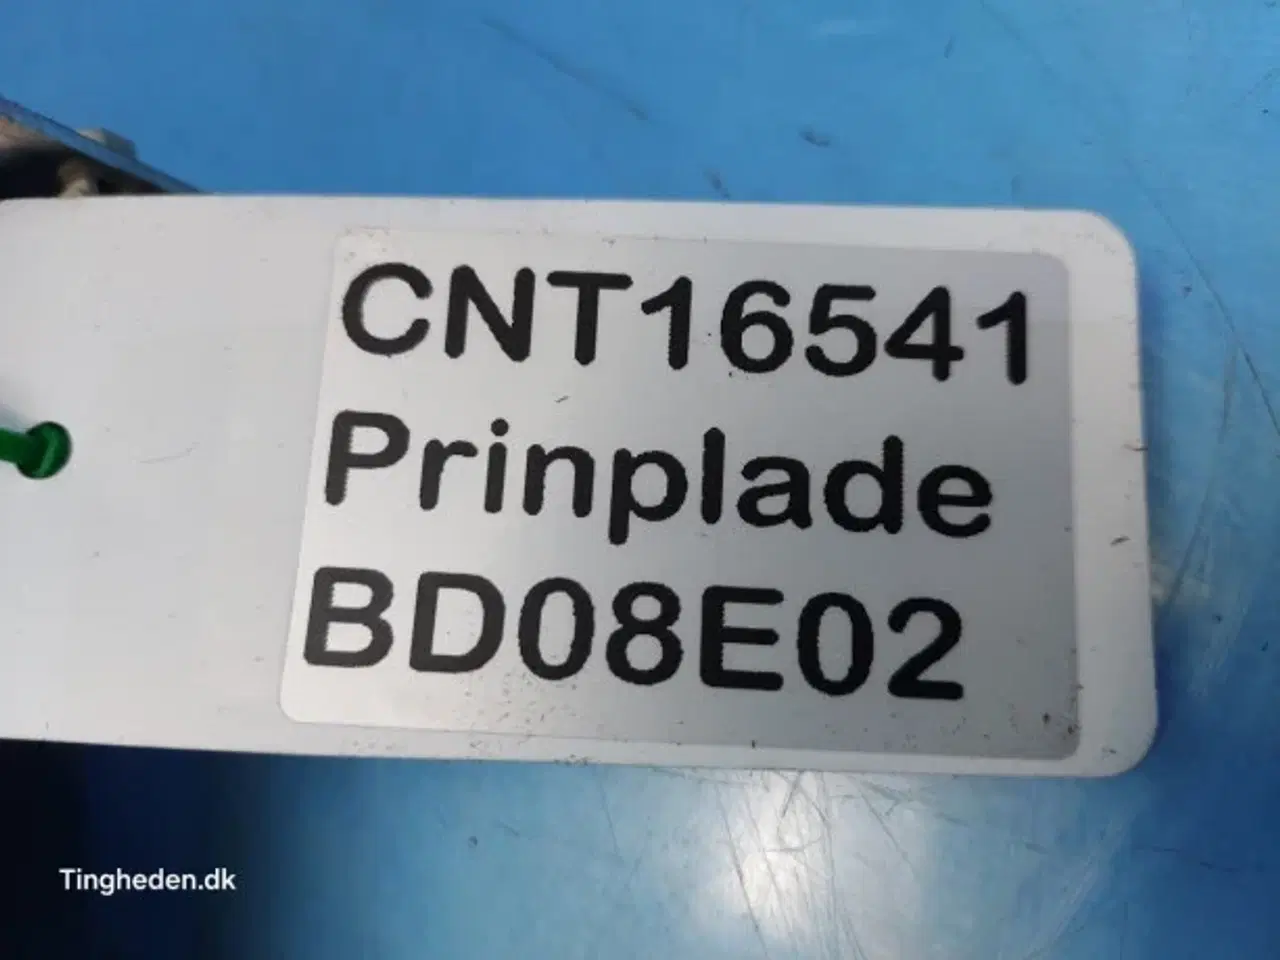 CNT16541
Prinplade
BD08E02
Tingheden.dk